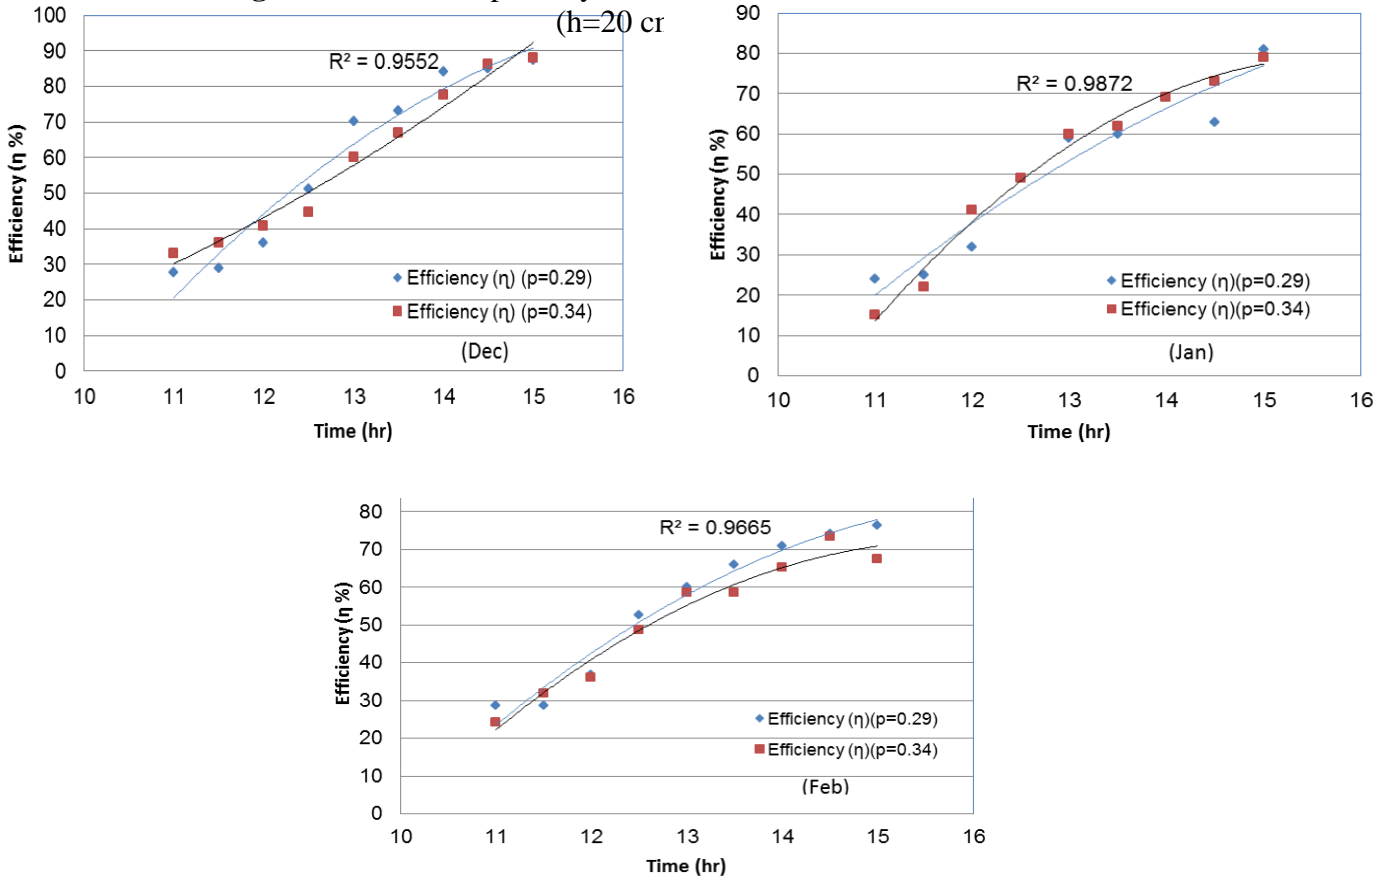 (h=20 cm
100
90
80
70
60
50
40
30
20
10
0
Efficiency (η %)
R² = 0.9552
Efficiency (η) (p=0.29)
Efficiency (η) (p=0.34)
(Dec)
10 11 12 13 14 15 16
Time (hr)
90
80
70
60
50
40
30
20
10
0
Efficiency (η %)
R² = 0.9872
Efficiency (η)(p=0.29)
Efficiency (η)(p=0.34)
(Jan)
10 11 12 13 14 15 16
Time (hr)
80
70
60
50
40
30
20
10
0
Efficiency (η %)
R² = 0.9665
Efficiency (η)(p=0.29)
Efficiency (η)(p=0.34)
(Feb)
10 11 12 13 14 15 16
Time (hr)